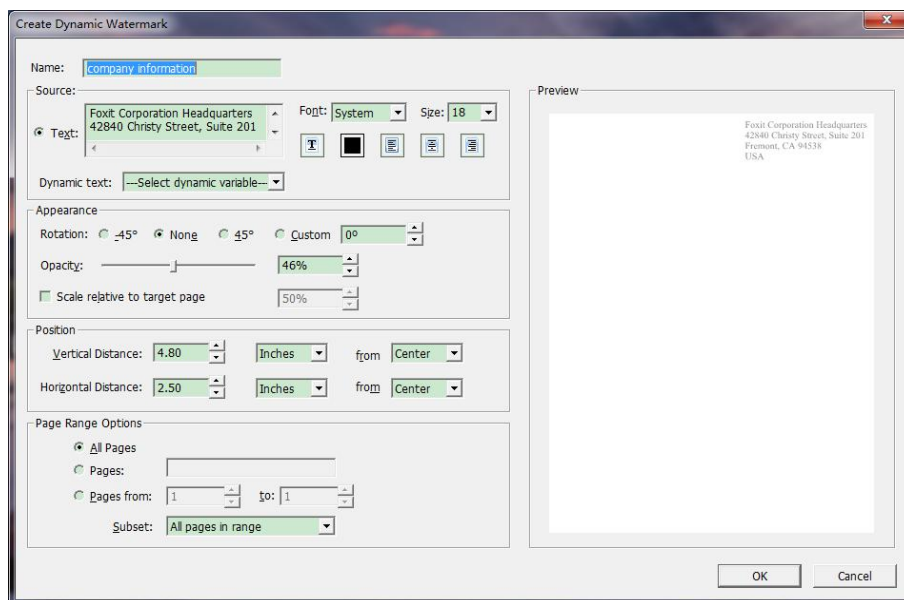 Create Dynamic Watermark
Name: company information
Source:
Text: Foxit Corporation Headquarters
42840 Christy Street, Suite 201
Font: System Size: 18
T
Dynamic text: ---Select dynamic variable---
Appearance
Rotation: -45° None 45° Custom 0º
Opacity: 46%
Scale relative to target page 50%
Position
Vertical Distance: 4.80 Inches from Center
Horizontal Distance: 2.50 Inches from Center
Page Range Options
All Pages
Pages:
Pages from: 1 to: 1
Subset: All pages in range
Preview
Foxit Corporation Headquarters
42840 Christy Street, Suite 201
Fremont, CA 94538
USA
OK Cancel